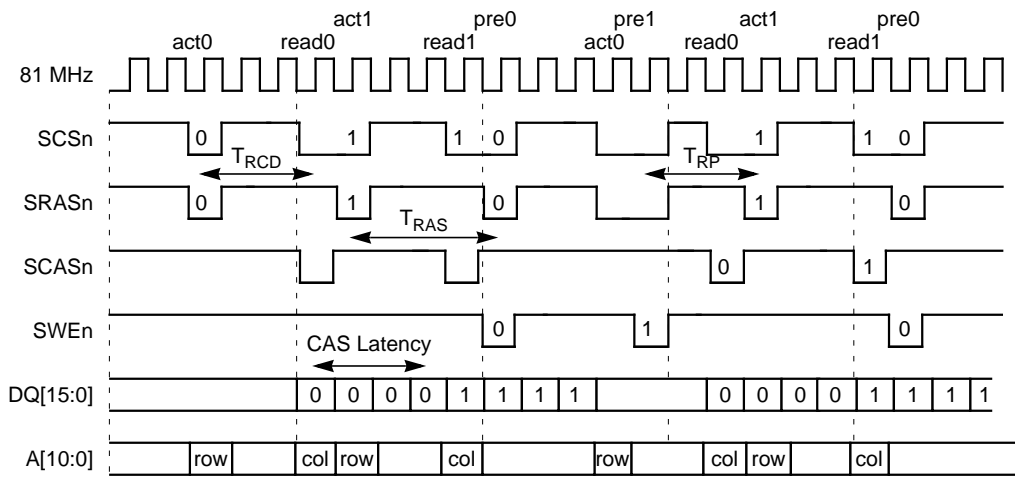 act1 pre0 pre1 act1 pre0
act0 read0 read1 act0 read0 read1
81 MHz
SCSn 0 1 1 0 1 1 0
T_RCD T_RP
SRASn 0 1 0 1 0
T_RAS
SCASn 0 1
SWEn 0 1 0
CAS Latency
DQ[15:0] 0 0 0 0 1 1 1 1 0 0 0 0 1 1 1 1
A[10:0] row col row col row col row col